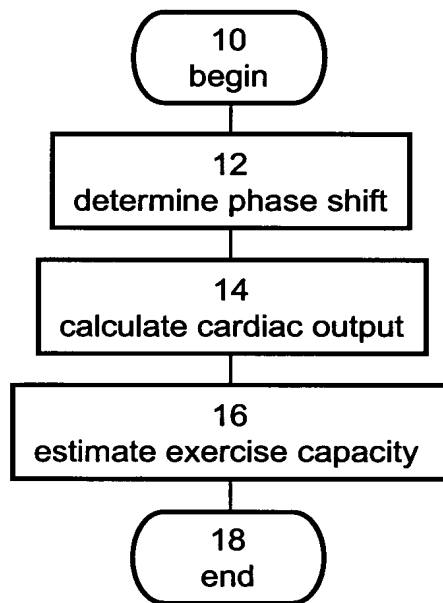 10
begin
12
determine phase shift
14
calculate cardiac output
16
estimate exercise capacity
18
end